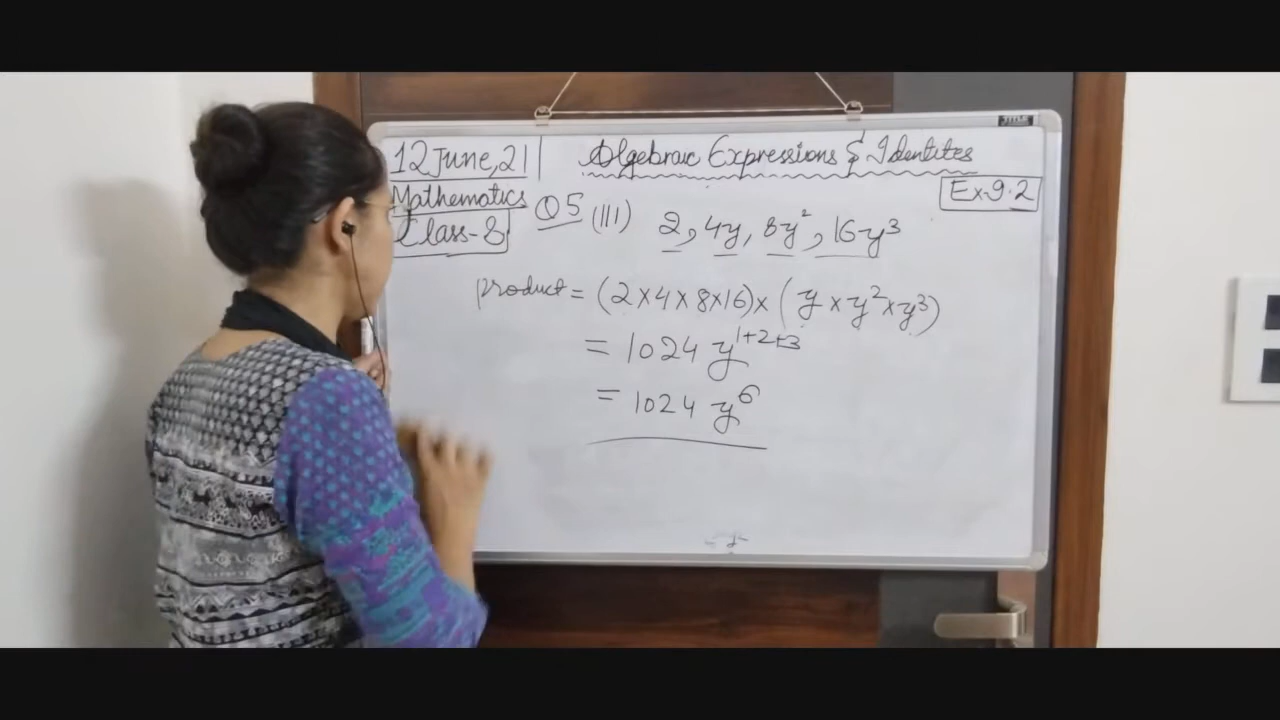 12 June, 21
Algebraic Expressions & Identites
Mathematics
Ex-9.2
Class-8
Q5 (III) 2, 4y, 8y², 16y³
product = (2×4×8×16)× (y × y² × y³)
= 1024 y¹⁺²⁺³
= 1024 y⁶